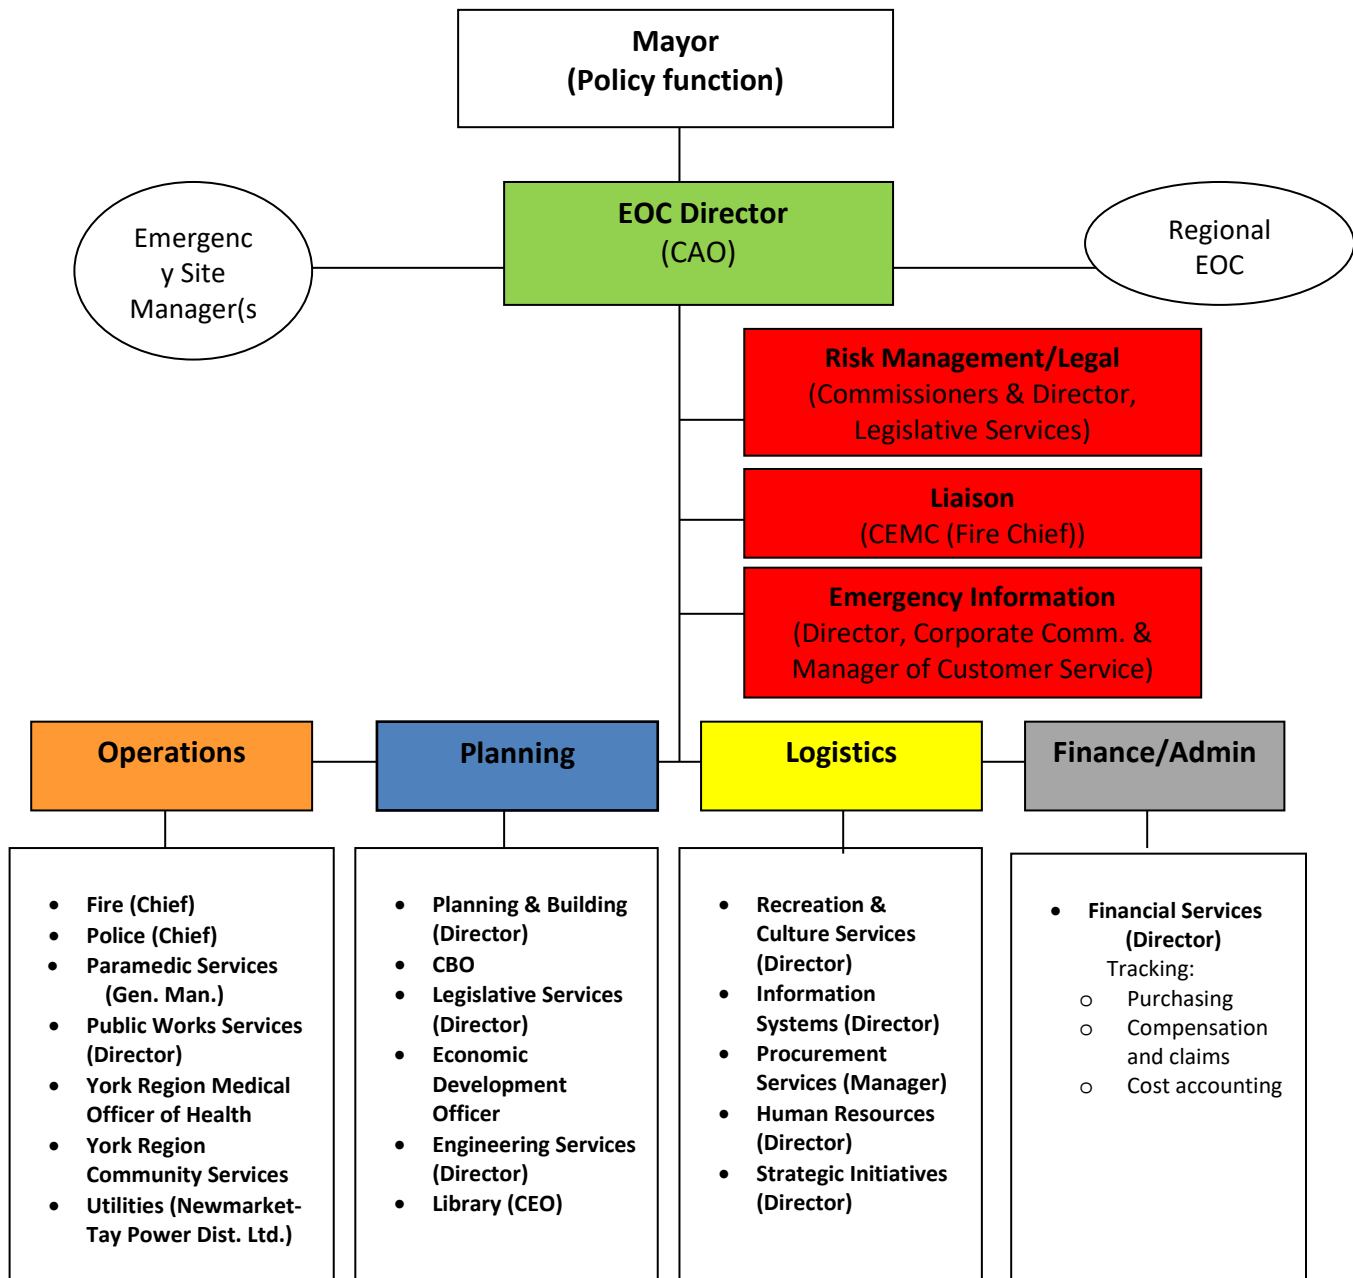 Mayor
(Policy function)
EOC Director
(CAO)
Emergenc
y Site
Manager(s
Regional
EOC
Risk Management/Legal
(Commissioners & Director,
Legislative Services)
Liaison
(CEMC (Fire Chief))
Emergency Information
(Director, Corporate Comm. &
Manager of Customer Service)
Operations
Planning
Logistics
Finance/Admin
• Fire (Chief)
• Police (Chief)
• Paramedic Services
(Gen. Man.)
• Public Works Services
(Director)
• York Region Medical
Officer of Health
• York Region
Community Services
• Utilities (Newmarket-
Tay Power Dist. Ltd.)
• Planning & Building
(Director)
• CBO
• Legislative Services
(Director)
• Economic
Development
Officer
• Engineering Services
(Director)
• Library (CEO)
• Recreation &
Culture Services
(Director)
• Information
Systems (Director)
• Procurement
Services (Manager)
• Human Resources
(Director)
• Strategic Initiatives
(Director)
• Financial Services
(Director)
Tracking:
o Purchasing
o Compensation
and claims
o Cost accounting